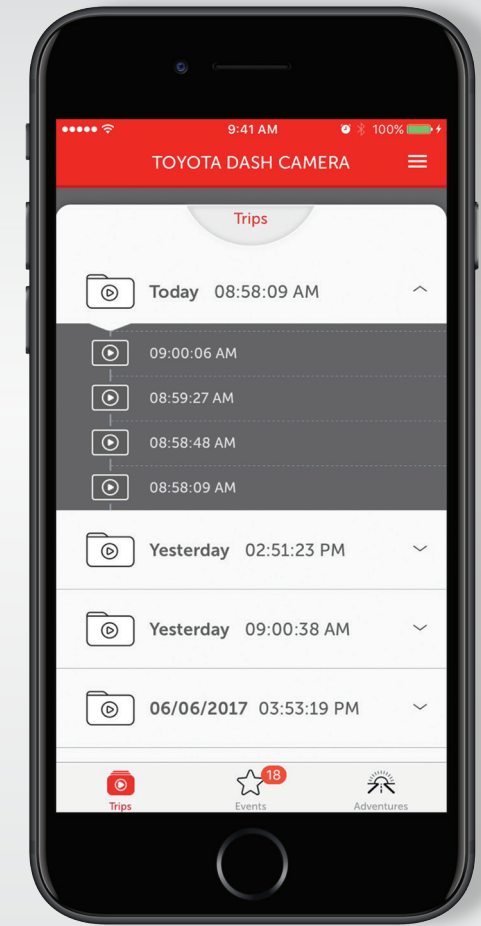 9:41 AM 100%
TOYOTA DASH CAMERA
Trips
Today 08:58:09 AM
09:00:06 AM
08:59:27 AM
08:58:48 AM
08:58:09 AM
Yesterday 02:51:23 PM
Yesterday 09:00:38 AM
06/06/2017 03:53:19 PM
18
Trips Events Adventures